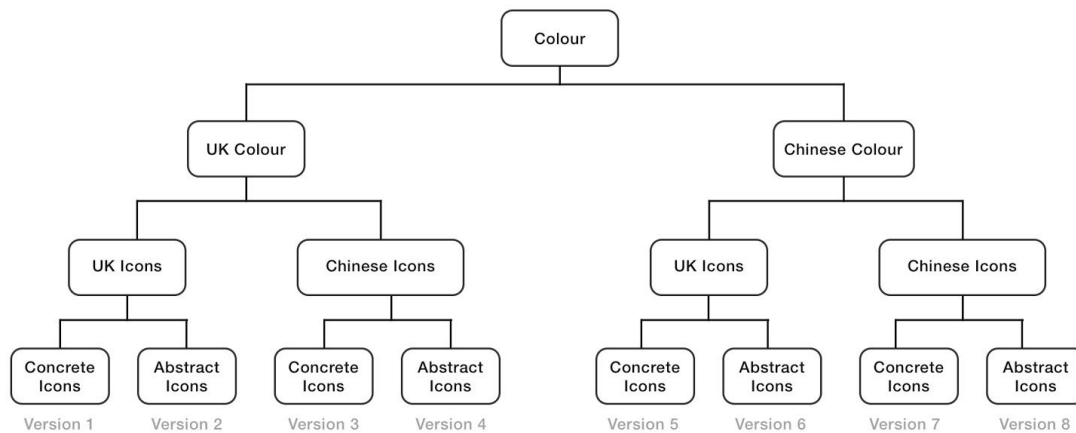 Colour
UK Colour
Chinese Colour
UK Icons
Chinese Icons
UK Icons
Chinese Icons
Concrete
Icons
Abstract
Icons
Concrete
Icons
Abstract
Icons
Concrete
Icons
Abstract
Icons
Concrete
Icons
Abstract
Icons
Version 1
Version 2
Version 3
Version 4
Version 5
Version 6
Version 7
Version 8